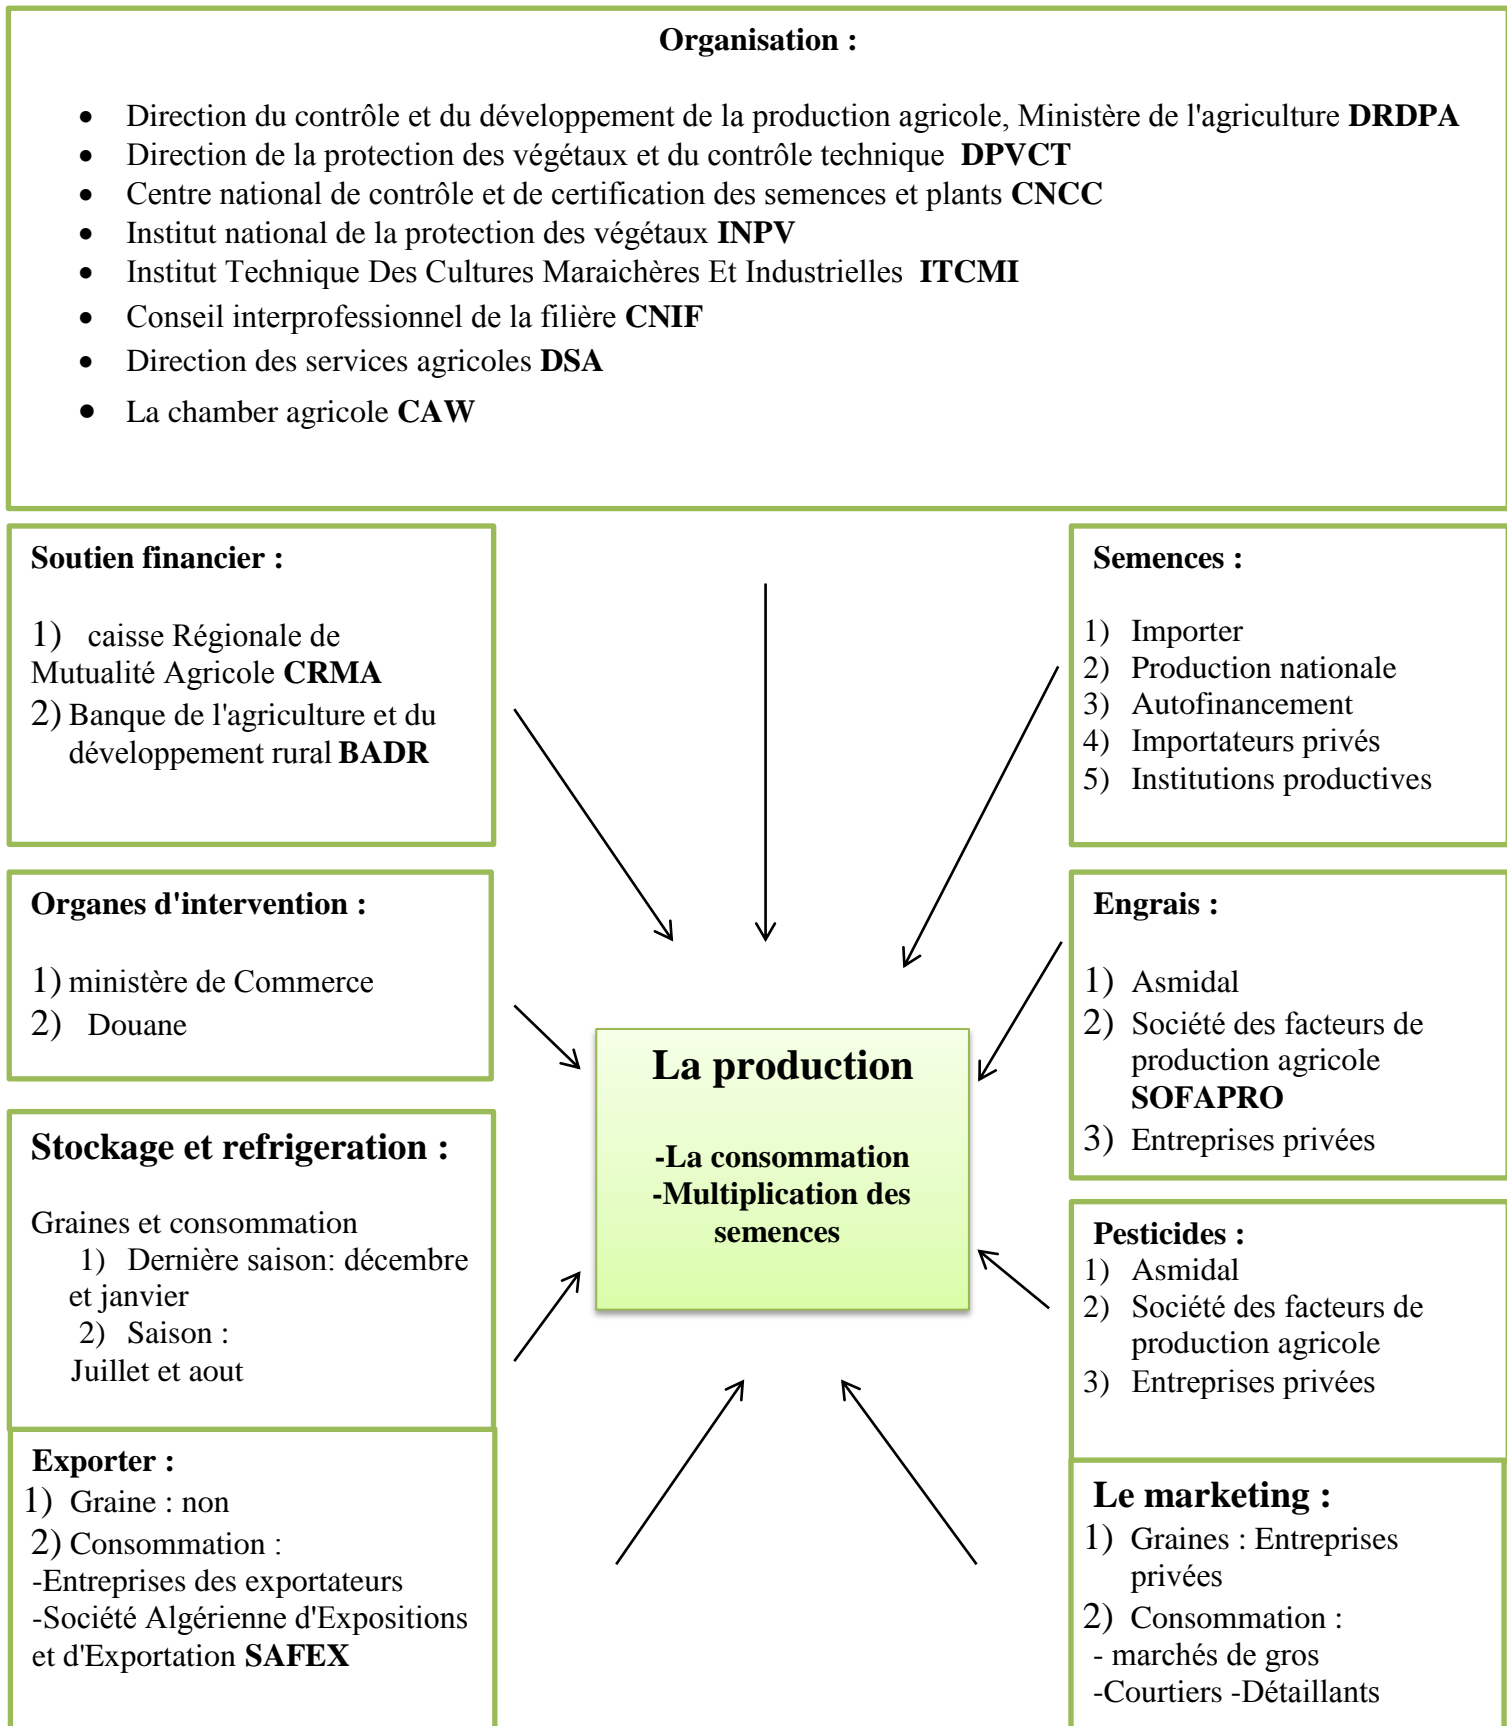 Organisation :
• Direction du contrôle et du développement de la production agricole, Ministère de l'agriculture DRDPA
• Direction de la protection des végétaux et du contrôle technique DPVCT
• Centre national de contrôle et de certification des semences et plants CNCC
• Institut national de la protection des végétaux INPV
• Institut Technique Des Cultures Maraichères Et Industrielles ITCMI
• Conseil interprofessionnel de la filière CNIF
• Direction des services agricoles DSA
• La chamber agricole CAW
Soutien financier :
1) caisse Régionale de
Mutualité Agricole CRMA
2) Banque de l'agriculture et du
développement rural BADR
Organes d'intervention :
1) ministère de Commerce
2) Douane
Stockage et refrigeration :
Graines et consommation
1) Dernière saison: décembre
et janvier
2) Saison :
Juillet et aout
Exporter :
1) Graine : non
2) Consommation :
-Entreprises des exportateurs
-Société Algérienne d'Expositions
et d'Exportation SAFEX
La production
-La consommation
-Multiplication des
semences
Semences :
1) Importer
2) Production nationale
3) Autofinancement
4) Importateurs privés
5) Institutions productives
Engrais :
1) Asmidal
2) Société des facteurs de
production agricole
SOFAPRO
3) Entreprises privées
Pesticides :
1) Asmidal
2) Société des facteurs de
production agricole
3) Entreprises privées
Le marketing :
1) Graines : Entreprises
privées
2) Consommation :
- marchés de gros
-Courtiers -Détaillants